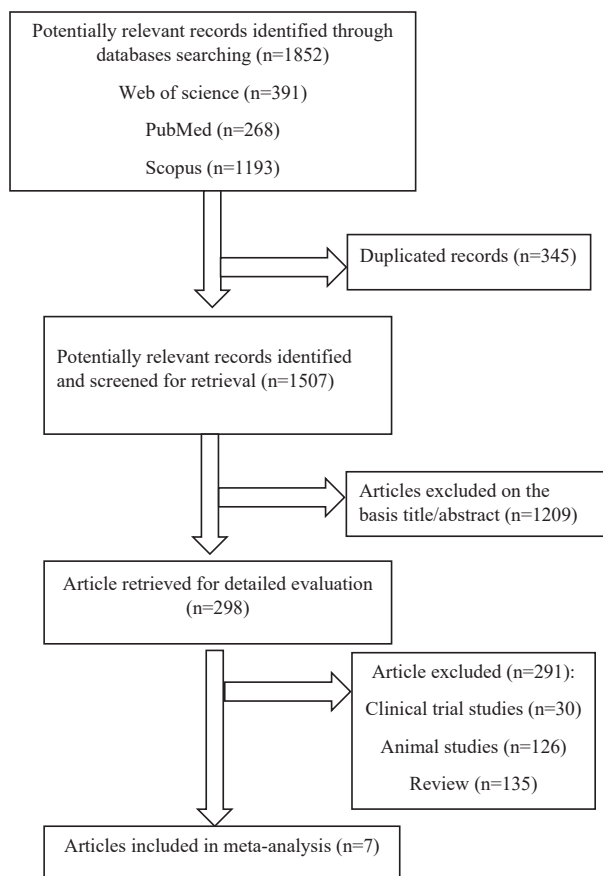 Potentially relevant records identified through
databases searching (n=1852)
Web of science (n=391)
PubMed (n=268)
Scopus (n=1193)
Duplicated records (n=345)
Potentially relevant records identified
and screened for retrieval (n=1507)
Articles excluded on the
basis title/abstract (n=1209)
Article retrieved for detailed evaluation
(n=298)
Article excluded (n=291):
Clinical trial studies (n=30)
Animal studies (n=126)
Review (n=135)
Articles included in meta-analysis (n=7)